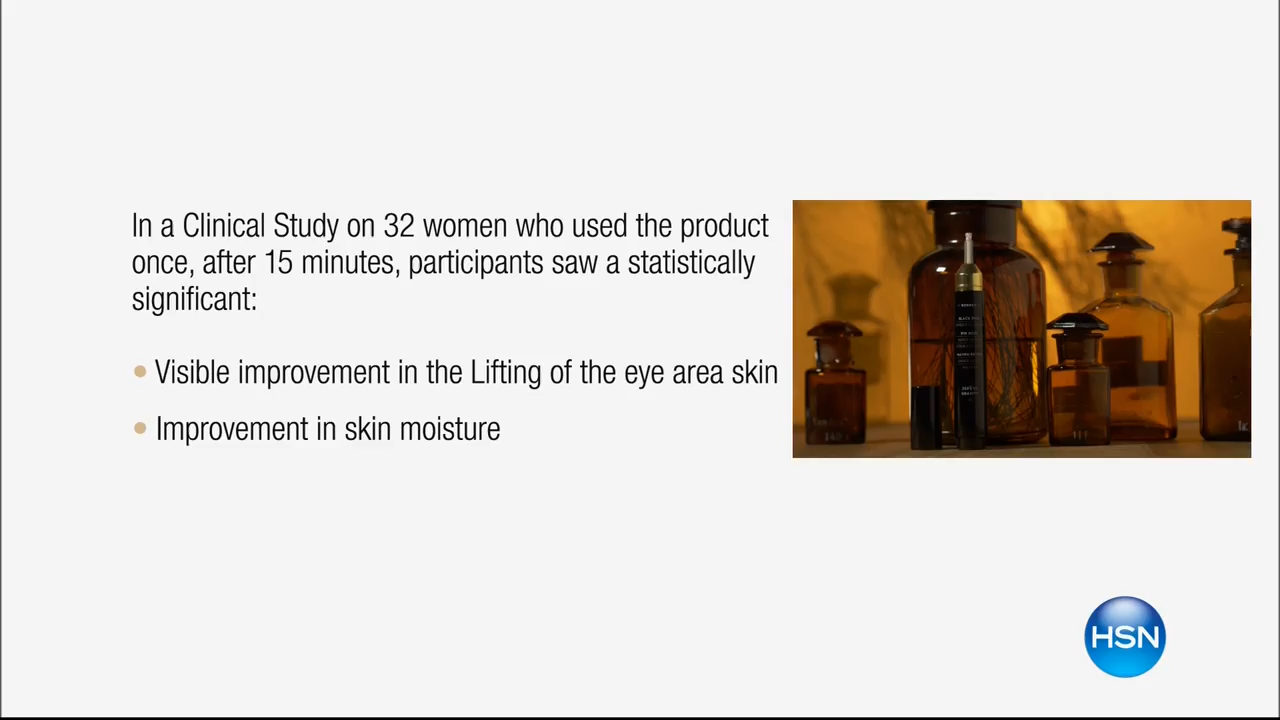 In a Clinical Study on 32 women who used the product
once, after 15 minutes, participants saw a statistically
significant:
• Visible improvement in the Lifting of the eye area skin
• Improvement in skin moisture
HSN